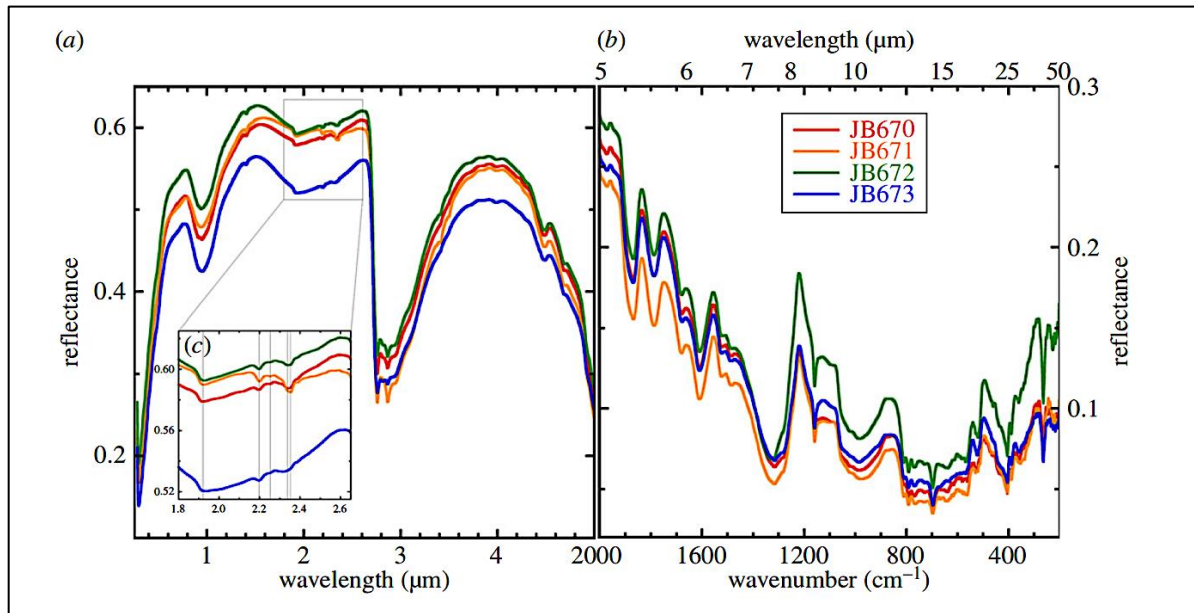 (a)
(b)
wavelength (μm)
5 6 7 8 10 15 25 50
reflectance
0.6
0.4
0.2
1 2 3 4
wavelength (μm)
(c)
0.60
0.56
0.52
1.8 2.0 2.2 2.4 2.6
JB670
JB671
JB672
JB673
0.3
0.2
0.1
reflectance
2000 1600 1200 800 400
wavenumber (cm⁻¹)